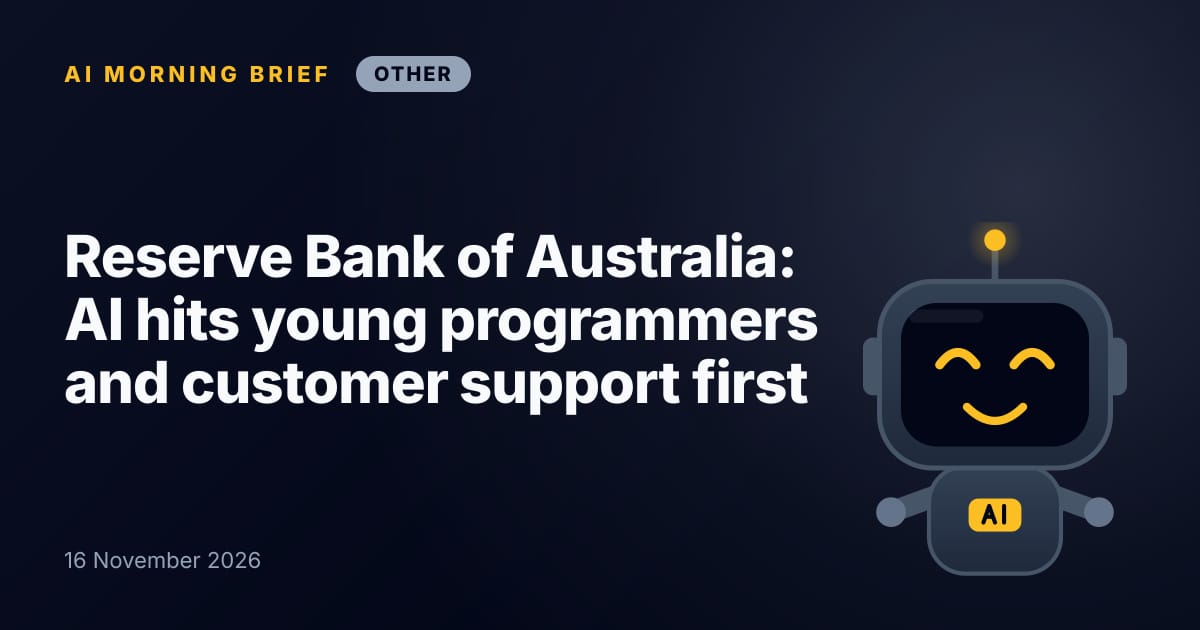 AI MORNING BRIEF
OTHER
Reserve Bank of Australia:
AI hits young programmers
and customer support first
AI
16 November 2026